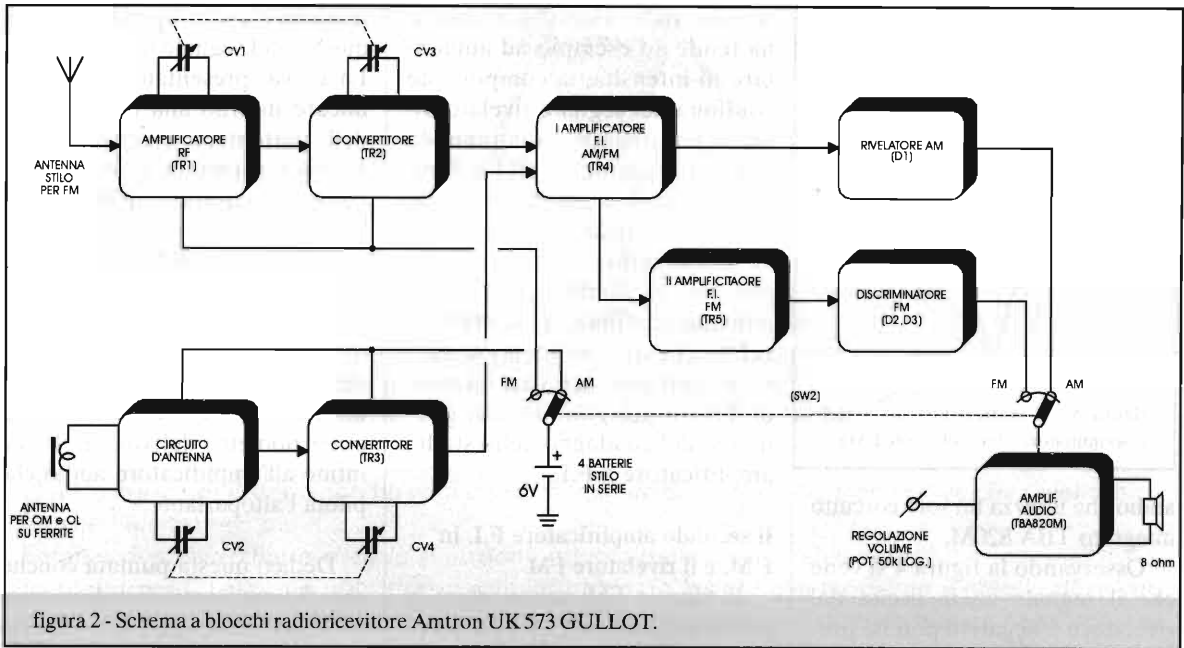 CV1
CV3
ANTENNA
STILO
PER FM
AMPLIFICATORE
RF
(TR1)
CONVERTITORE
(TR2)
I AMPLIFICATORE
F.I.
AM/FM
(TR4)
RIVELATORE AM
(D1)
II AMPLIFICITAORE
F.I.
FM
(TR5)
DISCRIMINATORE
FM
(D2,D3)
FM
AM
(SW2)
FM
AM
ANTENNA
PER OM e OL
SU FERRITE
CIRCUITO
D'ANTENNA
CONVERTITORE
(TR3)
CV2
CV4
+
6V
4 BATTERIE
STILO
IN SERIE
REGOLAZIONE
VOLUME
(POT 50k LOG.)
AMPLIF.
AUDIO
(TBA820M)
8 ohm
figura 2 - Schema a blocchi radioricevitore Amtron UK 573 GULLOT.